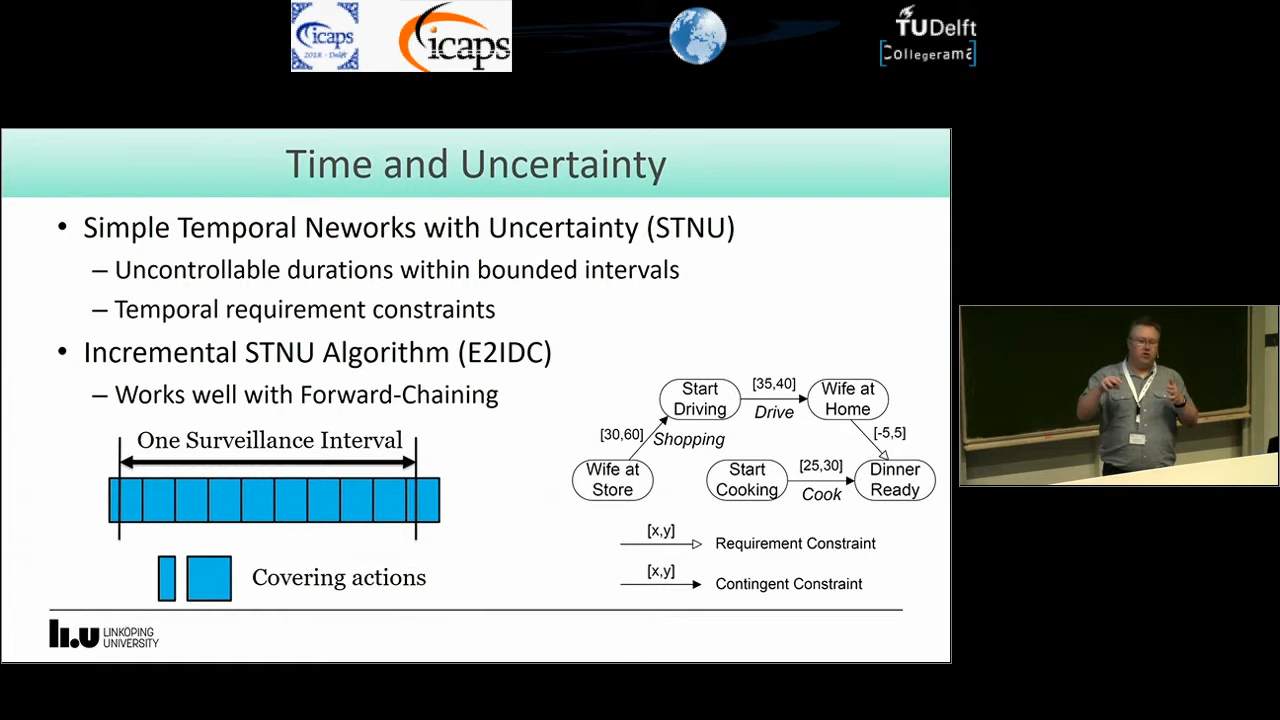 icaps
2018 - Delft
icaps
TU Delft
Collegerama
Time and Uncertainty
• Simple Temporal Neworks with Uncertainty (STNU)
– Uncontrollable durations within bounded intervals
– Temporal requirement constraints
• Incremental STNU Algorithm (E2IDC)
– Works well with Forward-Chaining
One Surveillance Interval
Covering actions
Start
Driving
[35,40]
Drive
Wife at
Home
[30,60]
Shopping
[-5,5]
Wife at
Store
Start
Cooking
[25,30]
Cook
Dinner
Ready
[x,y]
Requirement Constraint
[x,y]
Contingent Constraint
li.u LINKÖPING
UNIVERSITY